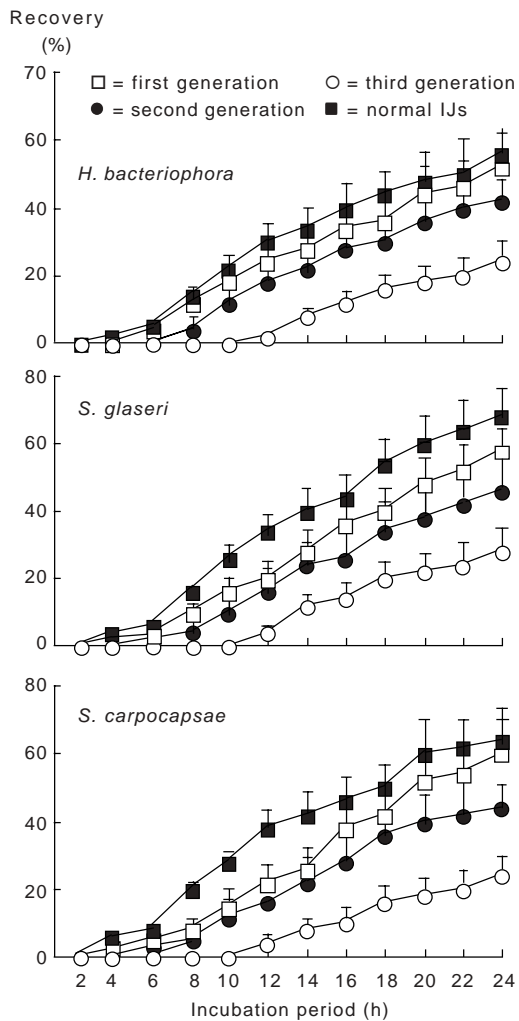 Recovery
(%)
70
□ = first generation ○ = third generation
● = second generation ■ = normal IJs
60
H. bacteriophora
40
20
0
80
S. glaseri
60
40
20
0
80
S. carpocapsae
60
40
20
0
2 4 6 8 10 12 14 16 18 20 22 24
Incubation period (h)